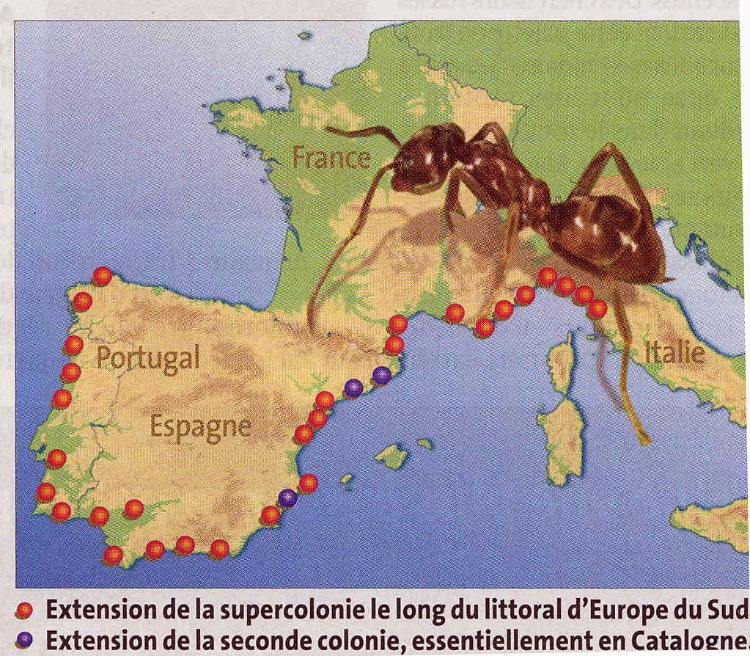 France
Portugal
Espagne
Italie
Extension de la supercolonie le long du littoral d'Europe du Sud
Extension de la seconde colonie, essentiellement en Catalogne.